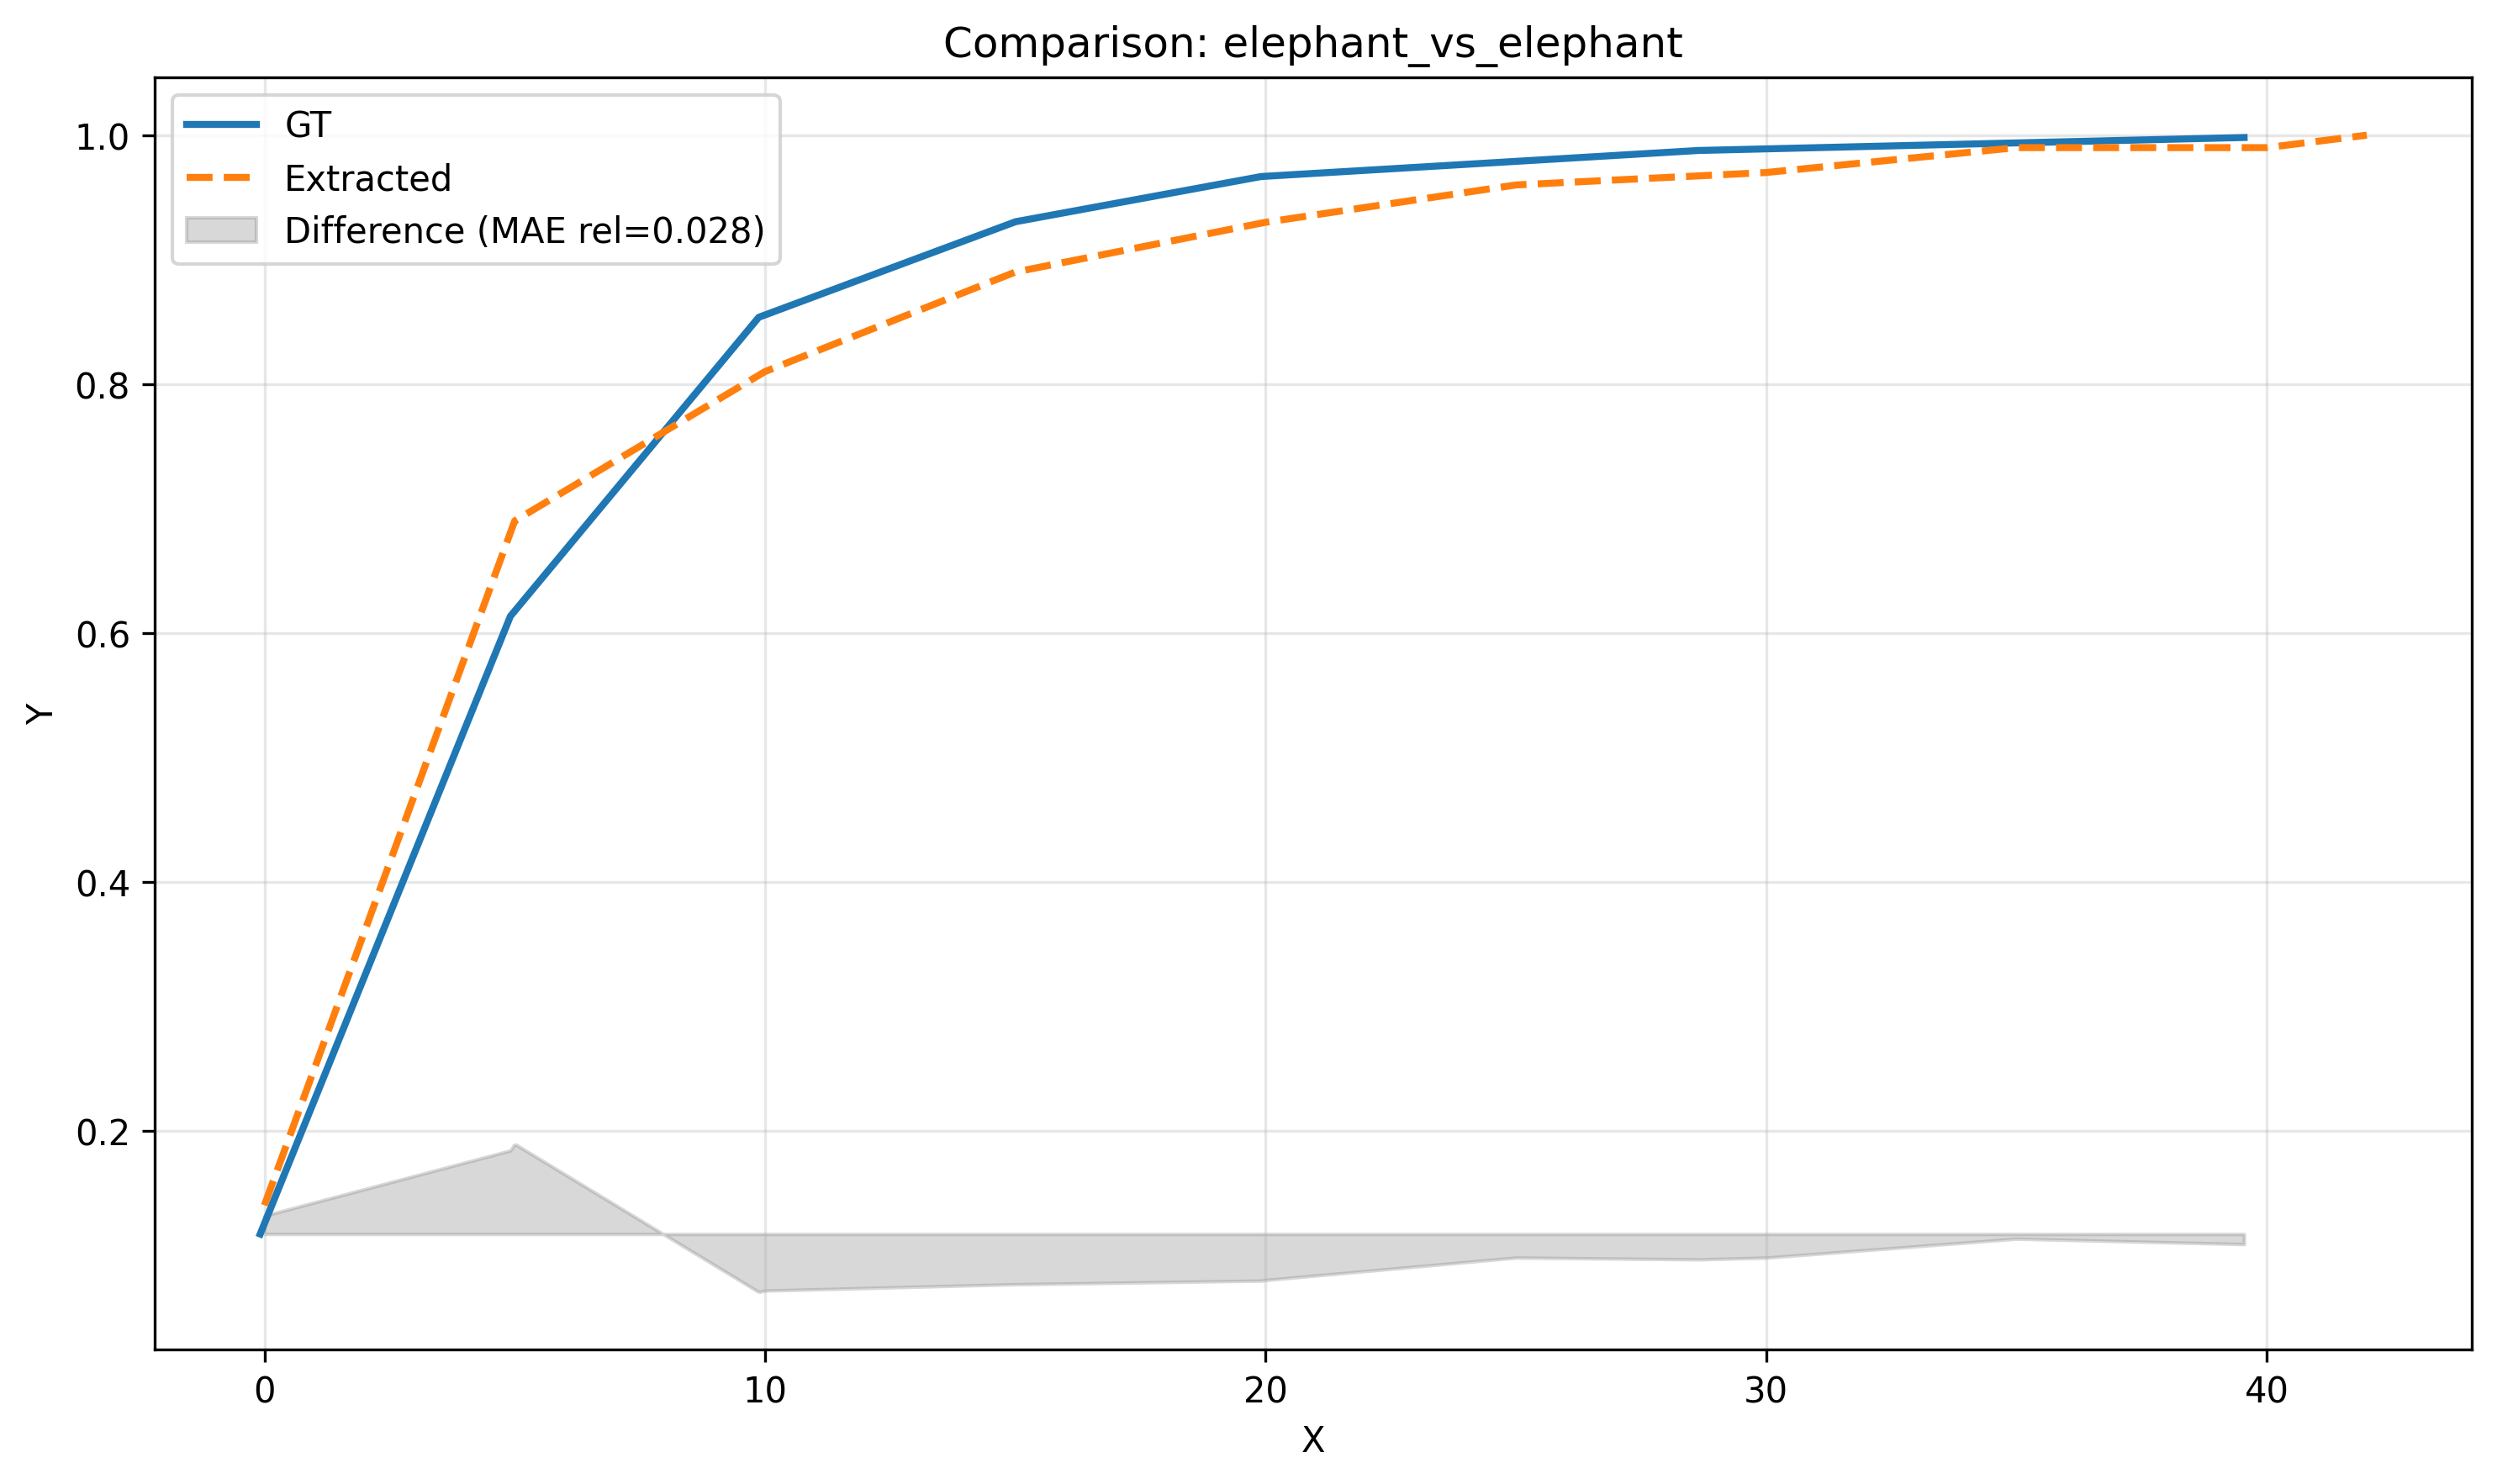 Comparison: elephant_vs_elephant
GT
Extracted
Difference (MAE rel=0.028)
1.0
0.8
0.6
0.4
0.2
Y
0 10 20 30 40
X